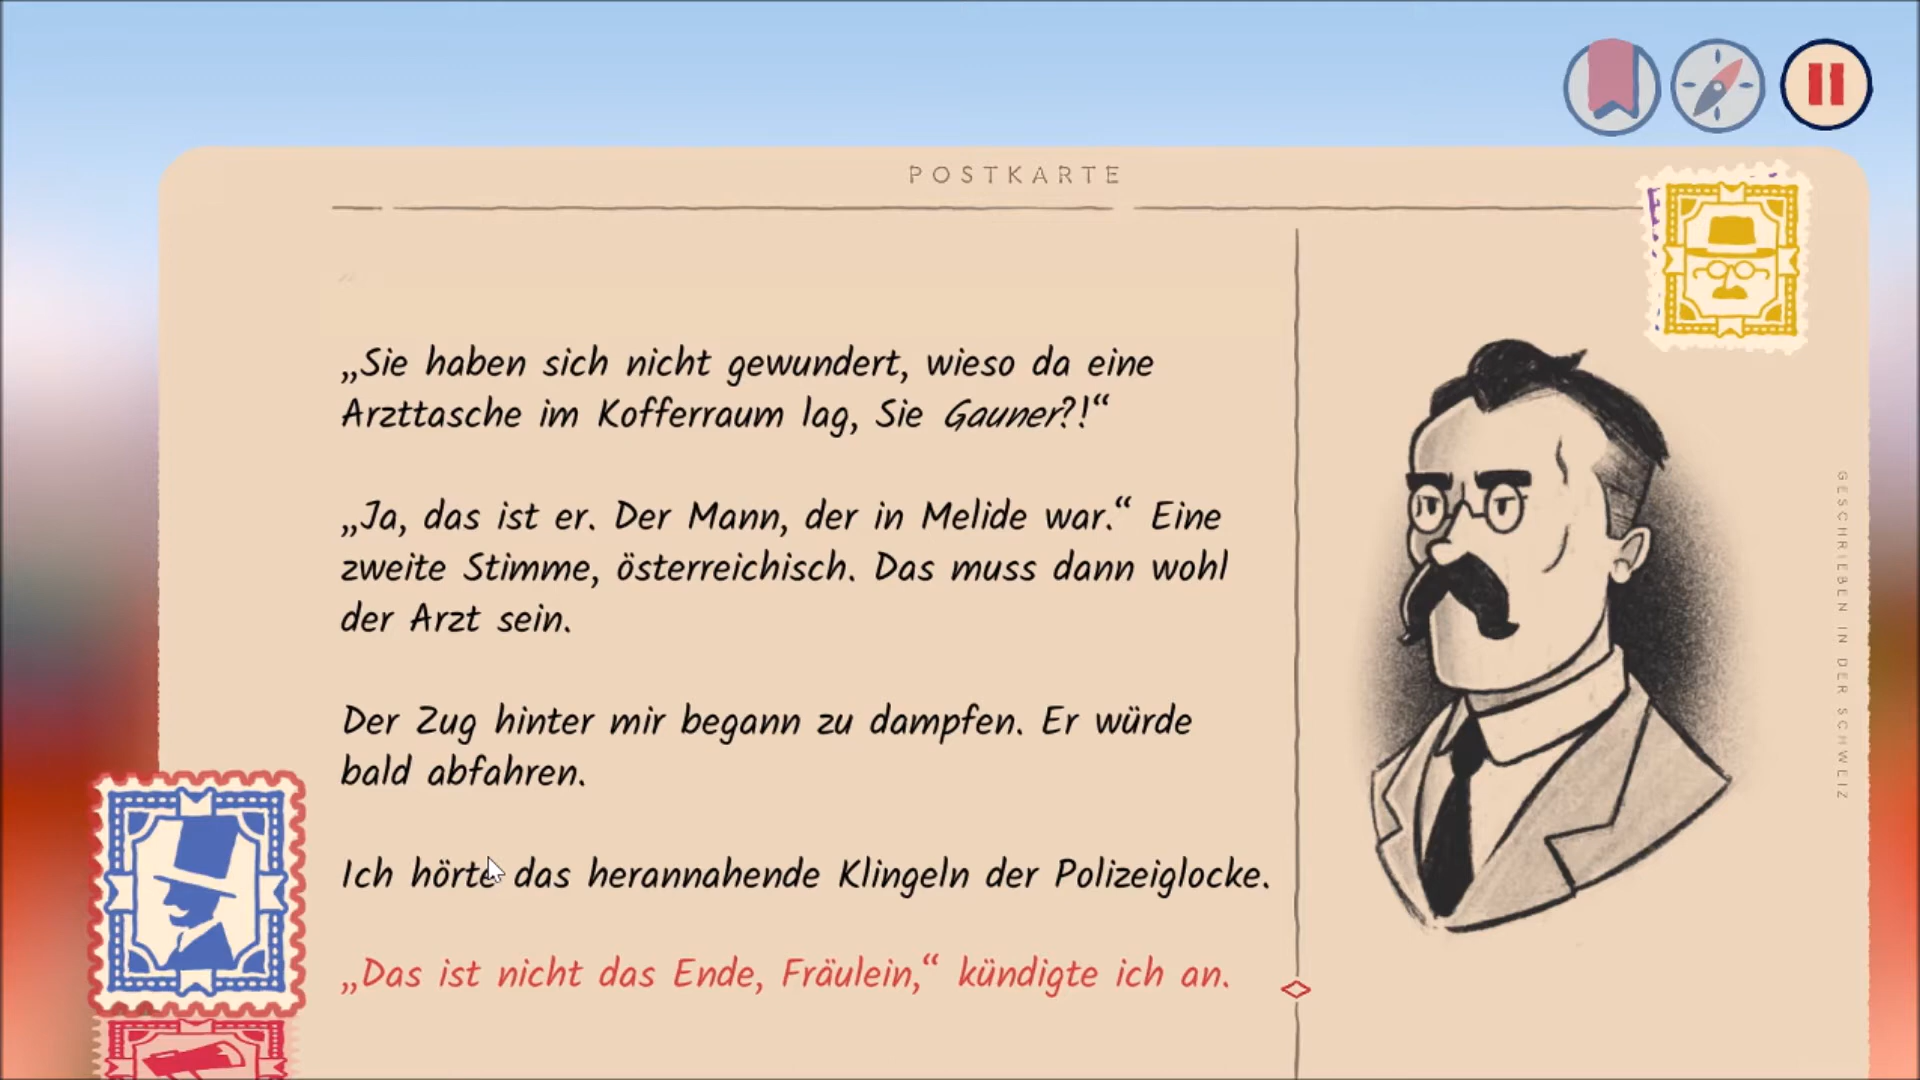 POSTKARTE
„Sie haben sich nicht gewundert, wieso da eine
Arzttasche im Kofferraum lag, Sie Gauner?!“
„Ja, das ist er. Der Mann, der in Melide war.“ Eine
zweite Stimme, österreichisch. Das muss dann wohl
der Arzt sein.
Der Zug hinter mir begann zu dampfen. Er würde
bald abfahren.
Ich hörte das herannahende Klingeln der Polizeiglocke.
„Das ist nicht das Ende, Fräulein,“ kündigte ich an.
GESCHRIEBEN IN DER SCHWEIZ